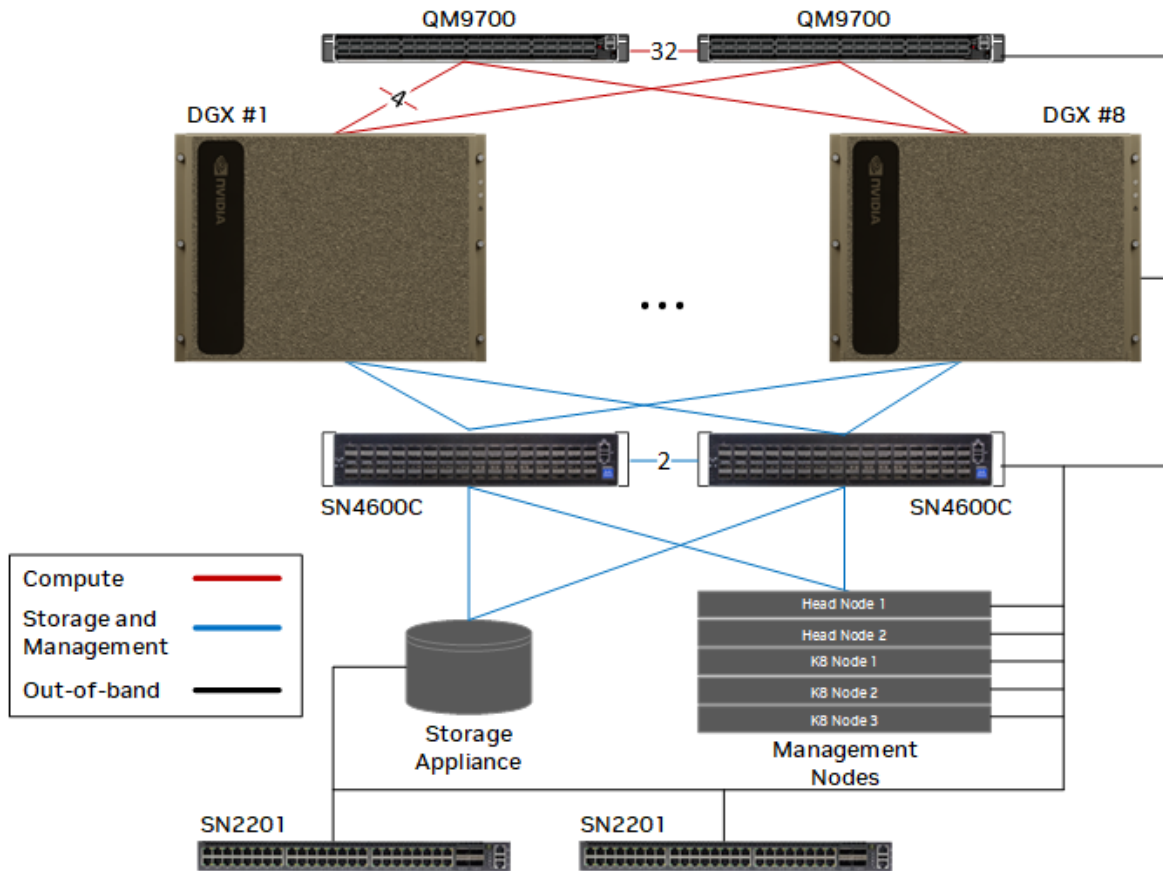 QM9700
QM9700
32
4
DGX #1
DGX #8
NVIDIA
NVIDIA
...
2
SN4600C
SN4600C
Compute
Storage and
Management
Out-of-band
Head Node 1
Head Node 2
K8 Node 1
K8 Node 2
K8 Node 3
Storage
Appliance
Management
Nodes
SN2201
SN2201